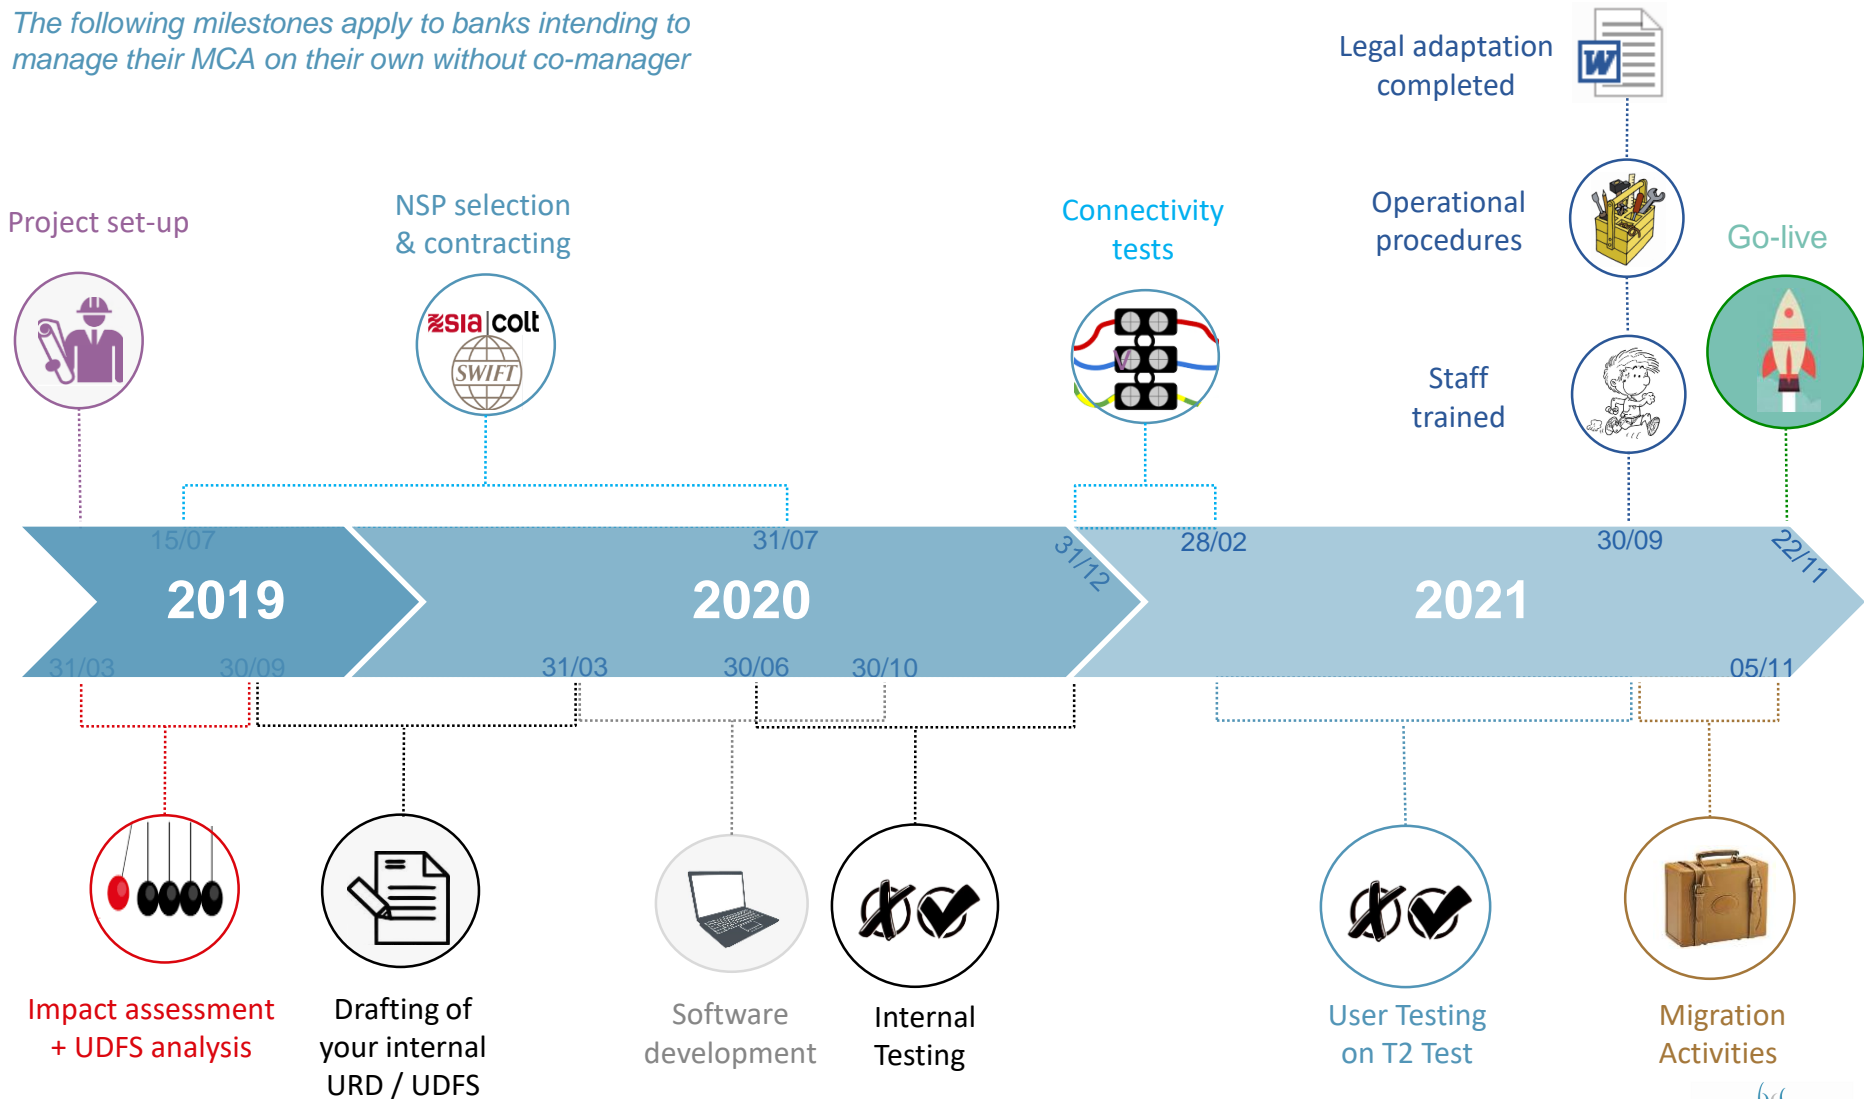 The following milestones apply to banks intending to
manage their MCA on their own without co-manager
Legal adaptation
completed
W
Project set-up
NSP selection
& contracting
sia colt
SWIFT
Connectivity
tests
Operational
procedures
Go-live
Staff
trained
15/07
31/07
31/12
28/02
30/09
22/11
2019
2020
2021
31/03
30/09
31/03
30/06
30/10
05/11
Impact assessment
+ UDFS analysis
Drafting of
your internal
URD / UDFS
Software
development
Internal
Testing
User Testing
on T2 Test
Migration
Activities